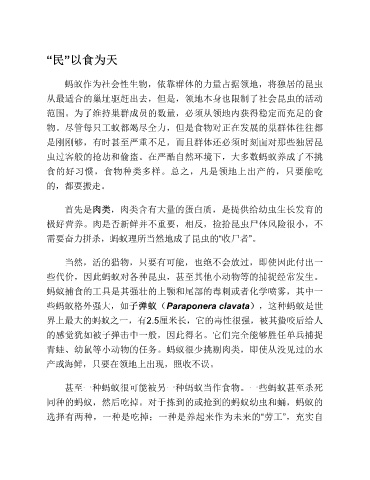 “民”以食为天
蚂蚁作为社会性生物，依靠群体的力量占据领地，将独居的昆虫
从最适合的巢址驱赶出去，但是，领地本身也限制了社会昆虫的活动
范围。为了维持巢群成员的数量，必须从领地内获得稳定而充足的食
物。尽管每只工蚁都竭尽全力，但是食物对正在发展的巢群往往都
是刚刚够，有时甚至严重不足，而且群体还必须时刻面对那些独居昆
虫过客般的抢劫和偷盗。在严酷自然环境下，大多数蚂蚁养成了不挑
食的好习惯，食物种类多样。总之，凡是领地上出产的，只要能吃
的，都要搬走。
首先是肉类，肉类含有大量的蛋白质，是提供给幼虫生长发育的
极好营养。肉是否新鲜并不重要，相反，捡拾昆虫尸体风险很小，不
需要奋力拼杀，蚂蚁理所当然地成了昆虫的“收尸者”。
当然，活的猎物，只要有可能，也绝不会放过，即使因此付出一
些代价，因此蚂蚁对各种昆虫，甚至其他小动物等的捕捉经常发生。
蚂蚁捕食的工具是其强壮的上颚和尾部的毒刺或者化学喷雾，其中一
些蚂蚁格外强大，如子弹蚁（Paraponera clavata），这种蚂蚁是世
界上最大的蚂蚁之一，有2.5厘米长，它的毒性很强，被其螫咬后给人
的感觉犹如被子弹击中一般，因此得名。它们完全能够胜任单兵捕捉
青蛙、幼鼠等小动物的任务。蚂蚁很少挑剔肉类，即使从没见过的水
产或海鲜，只要在领地上出现，照收不误。
甚至一种蚂蚁很可能被另一种蚂蚁当作食物。一些蚂蚁甚至杀死
同种的蚂蚁，然后吃掉。对于拣到的或抢到的蚂蚁幼虫和蛹，蚂蚁的
选择有两种，一种是吃掉；一种是养起来作为未来的“劳工”，充实自